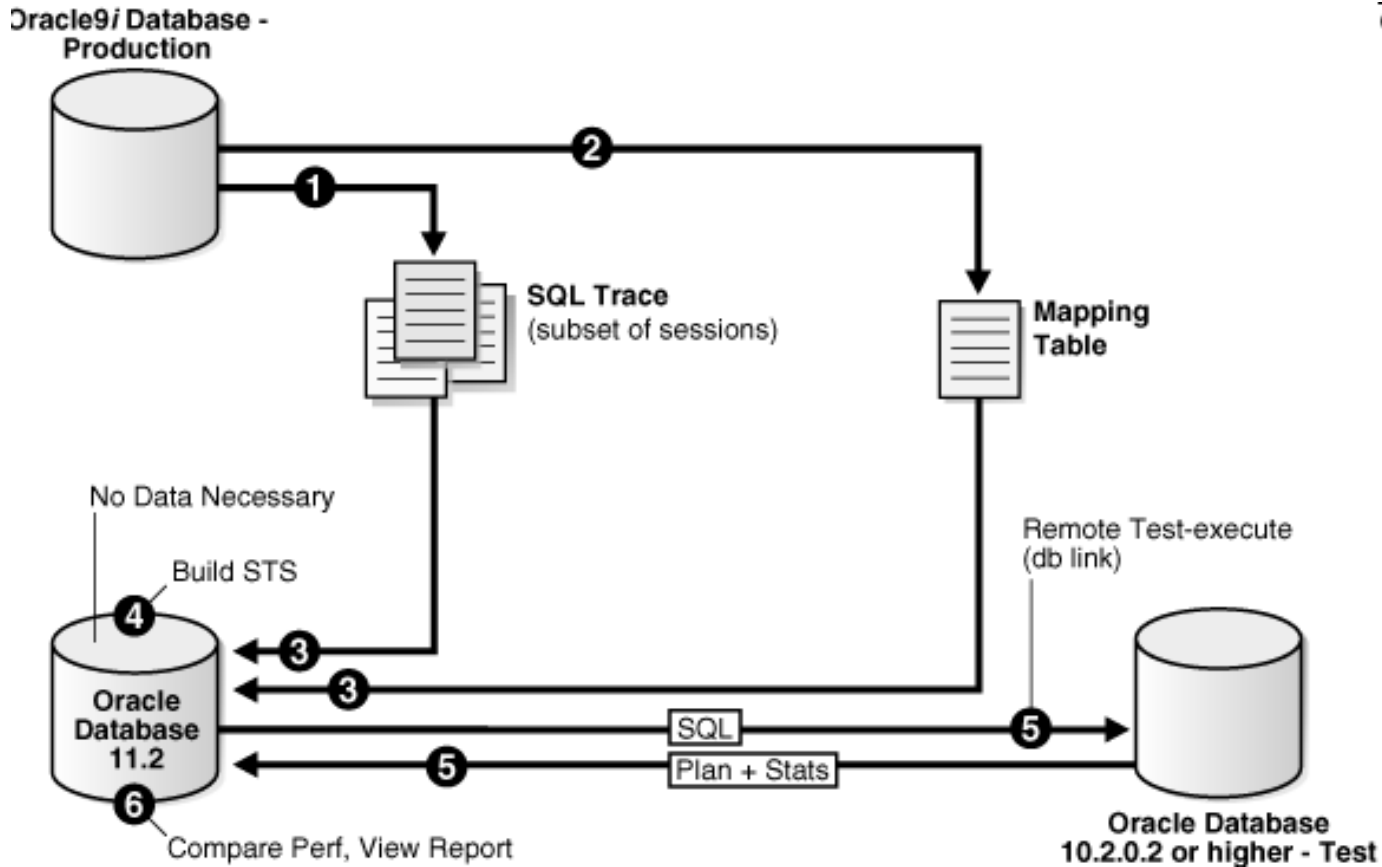 Oracle9i Database -
Production
2
1
SQL Trace
(subset of sessions)
Mapping
Table
No Data Necessary
Build STS
4
Remote Test-execute
(db link)
3
3
Oracle
Database
11.2
SQL
5
5
Plan + Stats
6
Compare Perf, View Report
Oracle Database
10.2.0.2 or higher - Test